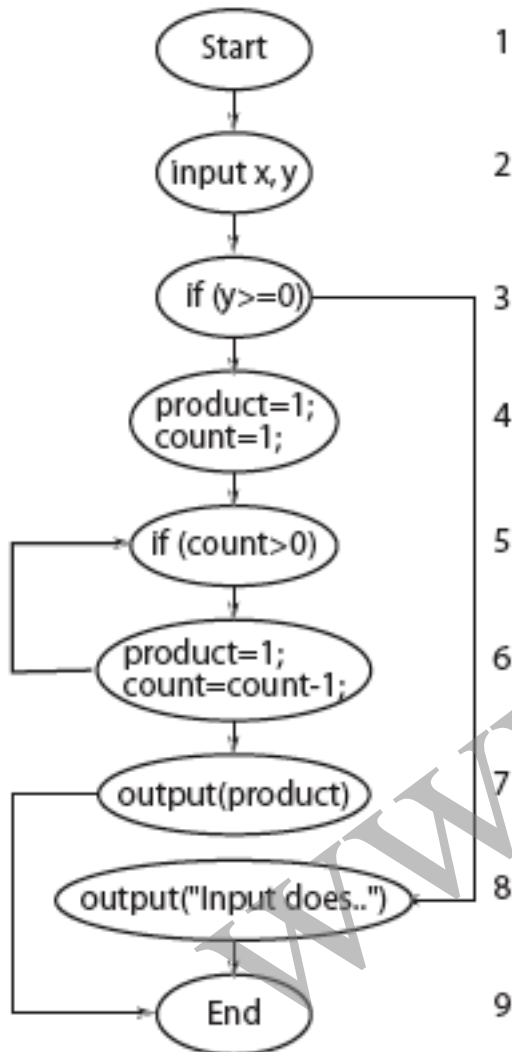 Start 1
input x, y 2
if (y>=0) 3
product=1;
count=1; 4
if (count>0) 5
product=1;
count=count-1; 6
output(product) 7
output("Input does..") 8
End 9
WWW